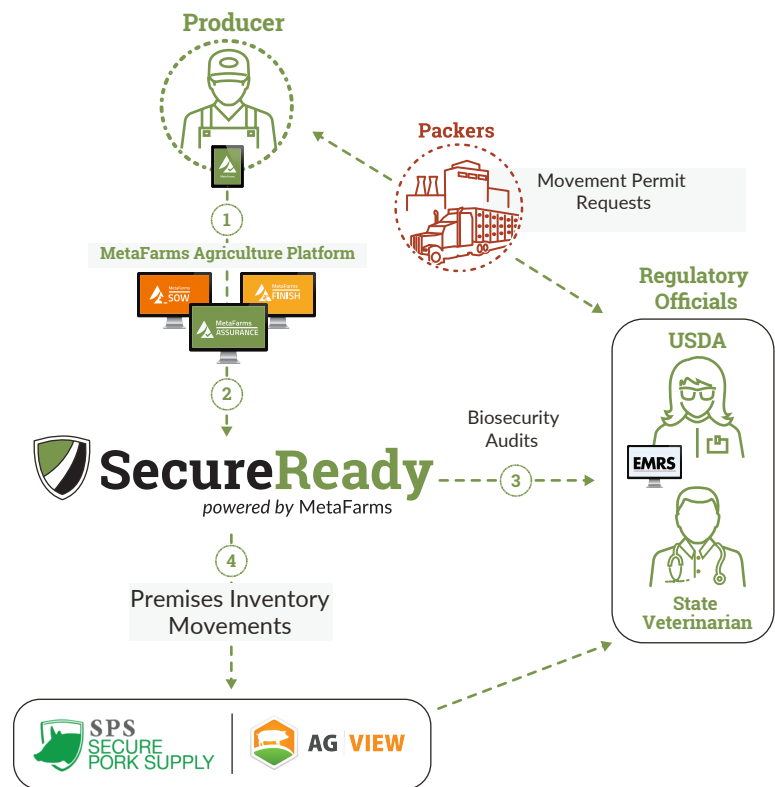 Producer
MetaFarms
1
MetaFarms Agriculture Platform
MetaFarms
SOW
MetaFarms
FINISH
MetaFarms
ASSURANCE
2
Packers
Movement Permit
Requests
Regulatory
Officials
USDA
EMRS
State
Veterinarian
SecureReady
powered by MetaFarms
Biosecurity
Audits
3
4
Premises Inventory
Movements
SPS
SECURE
PORK SUPPLY
AG VIEW